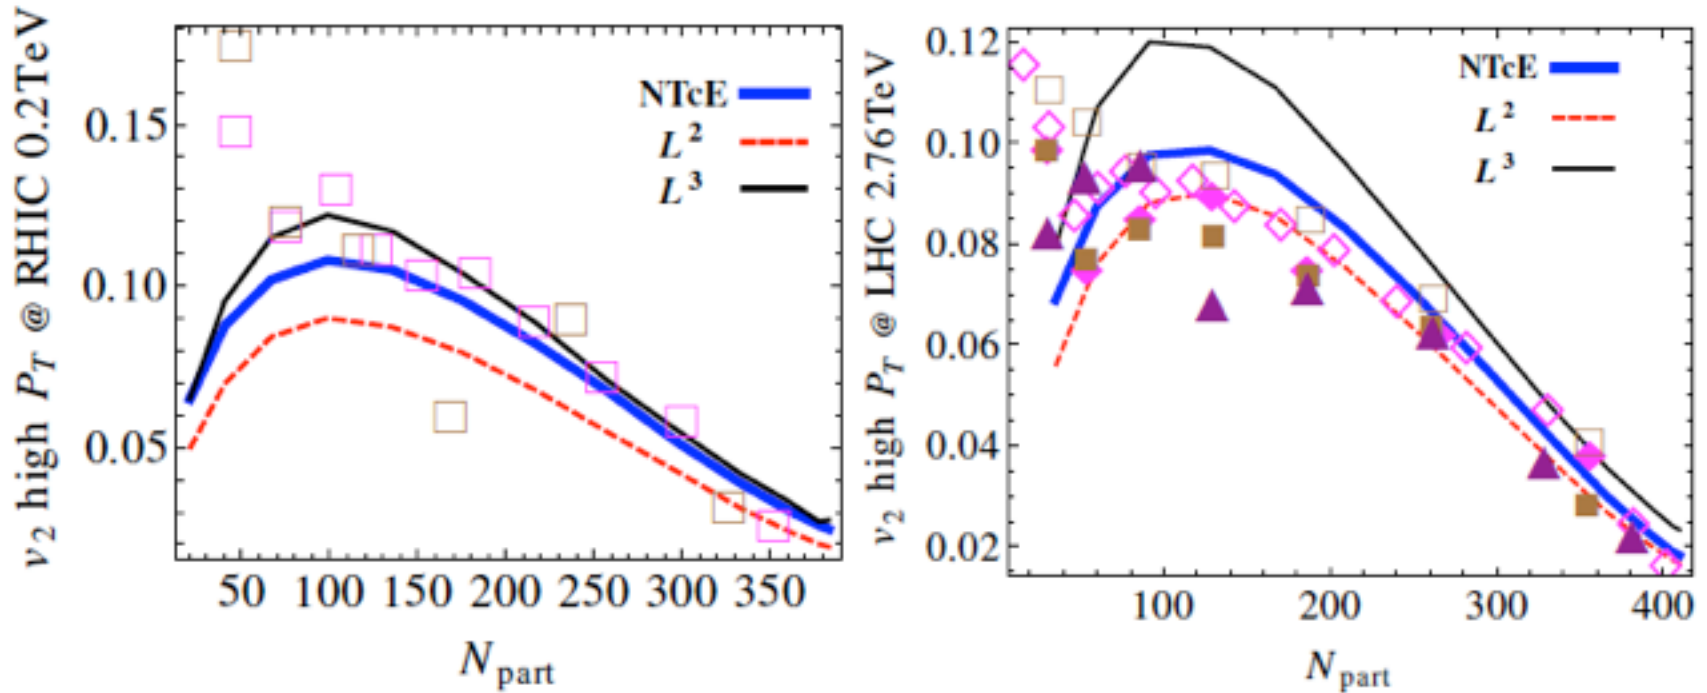 v2 high PT @ RHIC 0.2TeV
0.15
0.10
0.05
NTcE
L2
L3
50 100 150 200 250 300 350
Npart
v2 high PT @ LHC 2.76TeV
0.12
0.10
0.08
0.06
0.04
0.02
NTcE
L2
L3
100 200 300 400
Npart